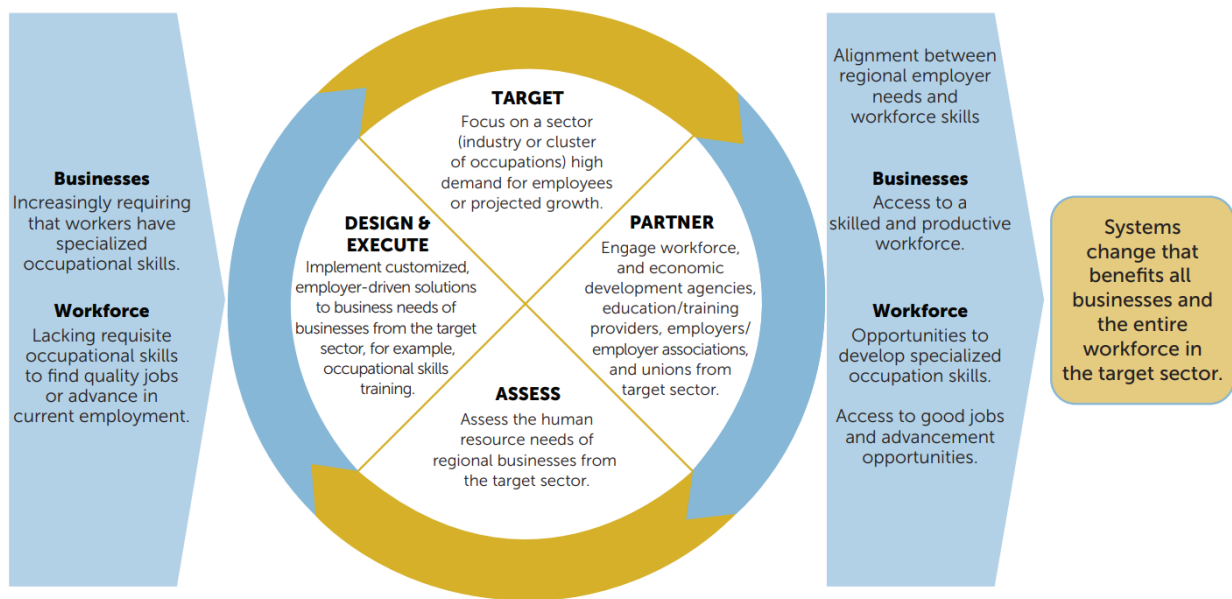 Businesses
Increasingly requiring
that workers have
specialized
occupational skills.
Workforce
Lacking requisite
occupational skills
to find quality jobs
or advance in
current employment.
TARGET
Focus on a sector
(industry or cluster
of occupations) high
demand for employees
or projected growth.
PARTNER
Engage workforce,
and economic
development agencies,
education/training
providers, employers/
employer associations,
and unions from
target sector.
ASSESS
Assess the human
resource needs of
regional businesses from
the target sector.
DESIGN &
EXECUTE
Implement customized,
employer-driven solutions
to business needs of
businesses from the target
sector, for example,
occupational skills
training.
Alignment between
regional employer
needs and
workforce skills
Businesses
Access to a
skilled and productive
workforce.
Workforce
Opportunities to
develop specialized
occupation skills.
Access to good jobs
and advancement
opportunities.
Systems
change that
benefits all
businesses and
the entire
workforce in
the target sector.